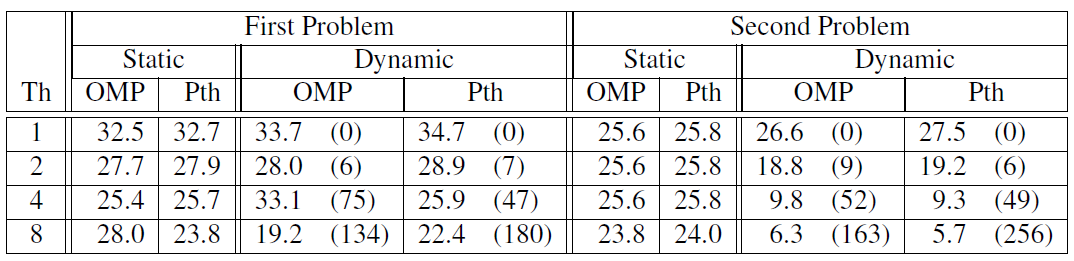 First Problem Second Problem
Static Dynamic Static Dynamic
Th OMP Pth OMP Pth OMP Pth OMP Pth
1 32.5 32.7 33.7 (0) 34.7 (0) 25.6 25.8 26.6 (0) 27.5 (0)
2 27.7 27.9 28.0 (6) 28.9 (7) 25.6 25.8 18.8 (9) 19.2 (6)
4 25.4 25.7 33.1 (75) 25.9 (47) 25.6 25.8 9.8 (52) 9.3 (49)
8 28.0 23.8 19.2 (134) 22.4 (180) 23.8 24.0 6.3 (163) 5.7 (256)